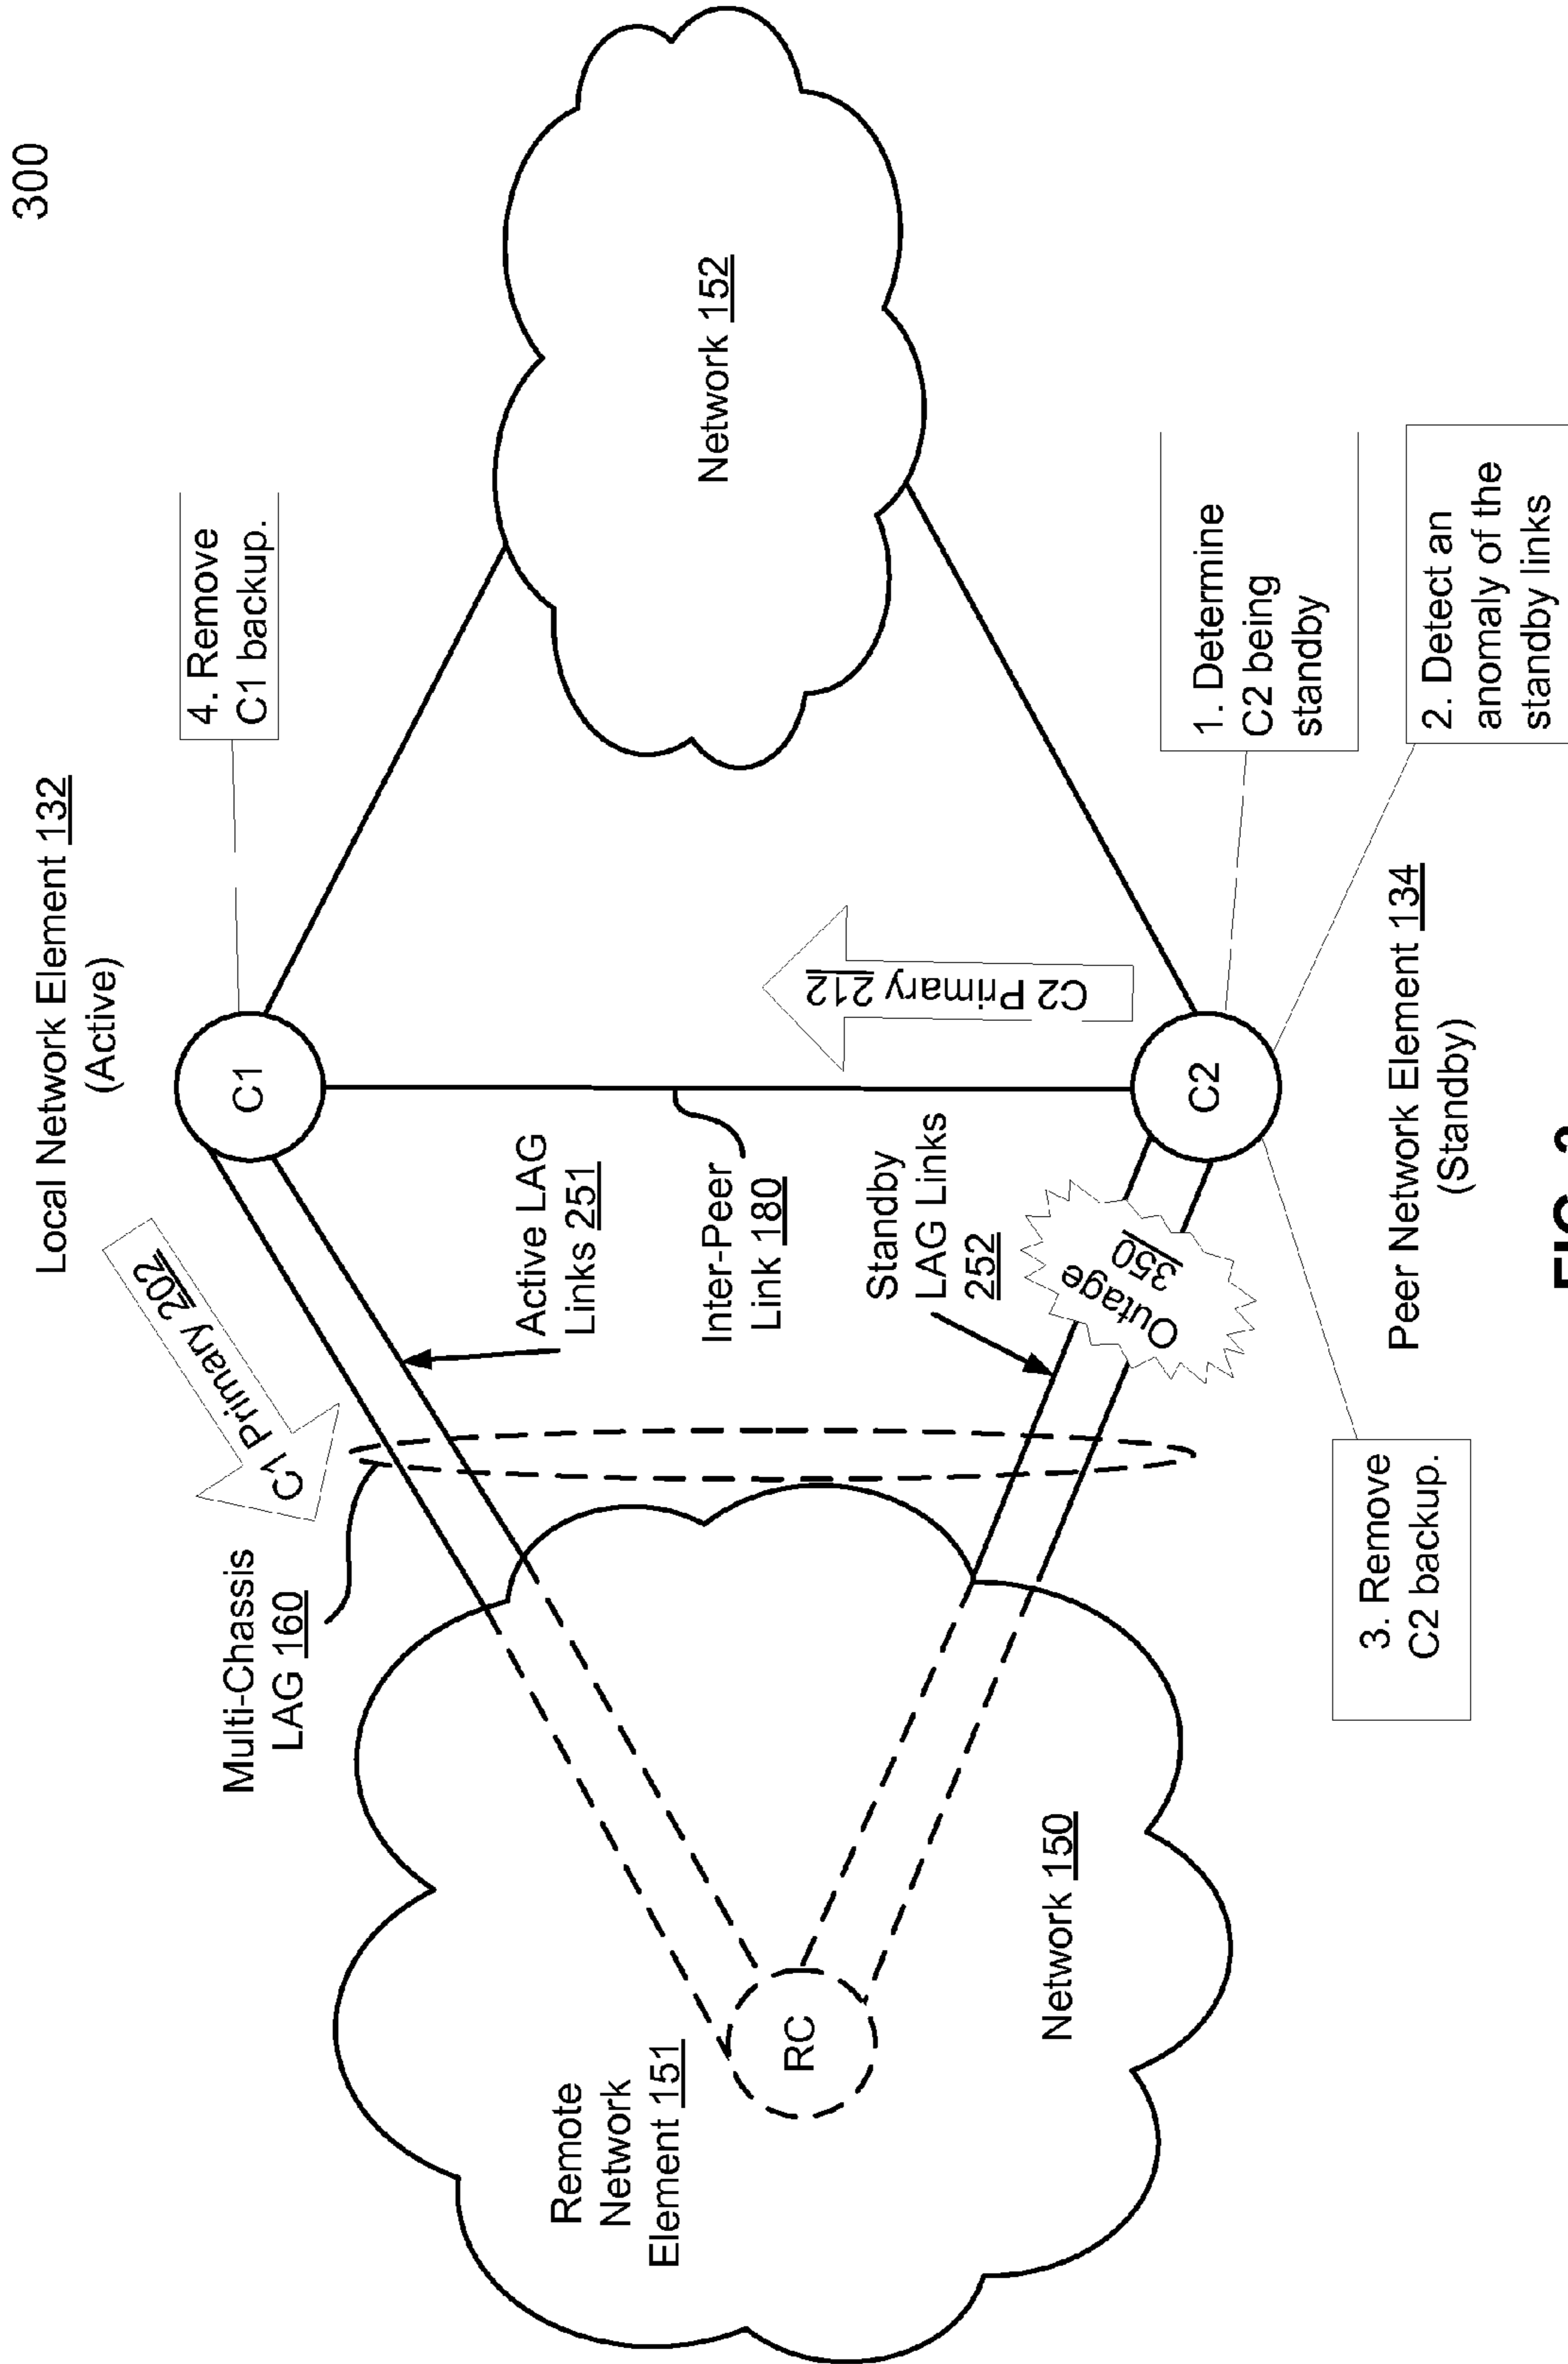 300
Local Network Element 132
(Active)
4. Remove
C1 backup.
C1 Primary 202
Multi-Chassis
LAG 160
C1
Active LAG
Links 251
Network 152
Remote
Network
Element 151
Inter-Peer
Link 180
C2 Primary 212
RC
Standby
LAG Links
252
Network 150
Outage
350
C2
1. Determine
C2 being
standby
3. Remove
C2 backup.
Peer Network Element 134
(Standby)
2. Detect an
anomaly of the
standby links